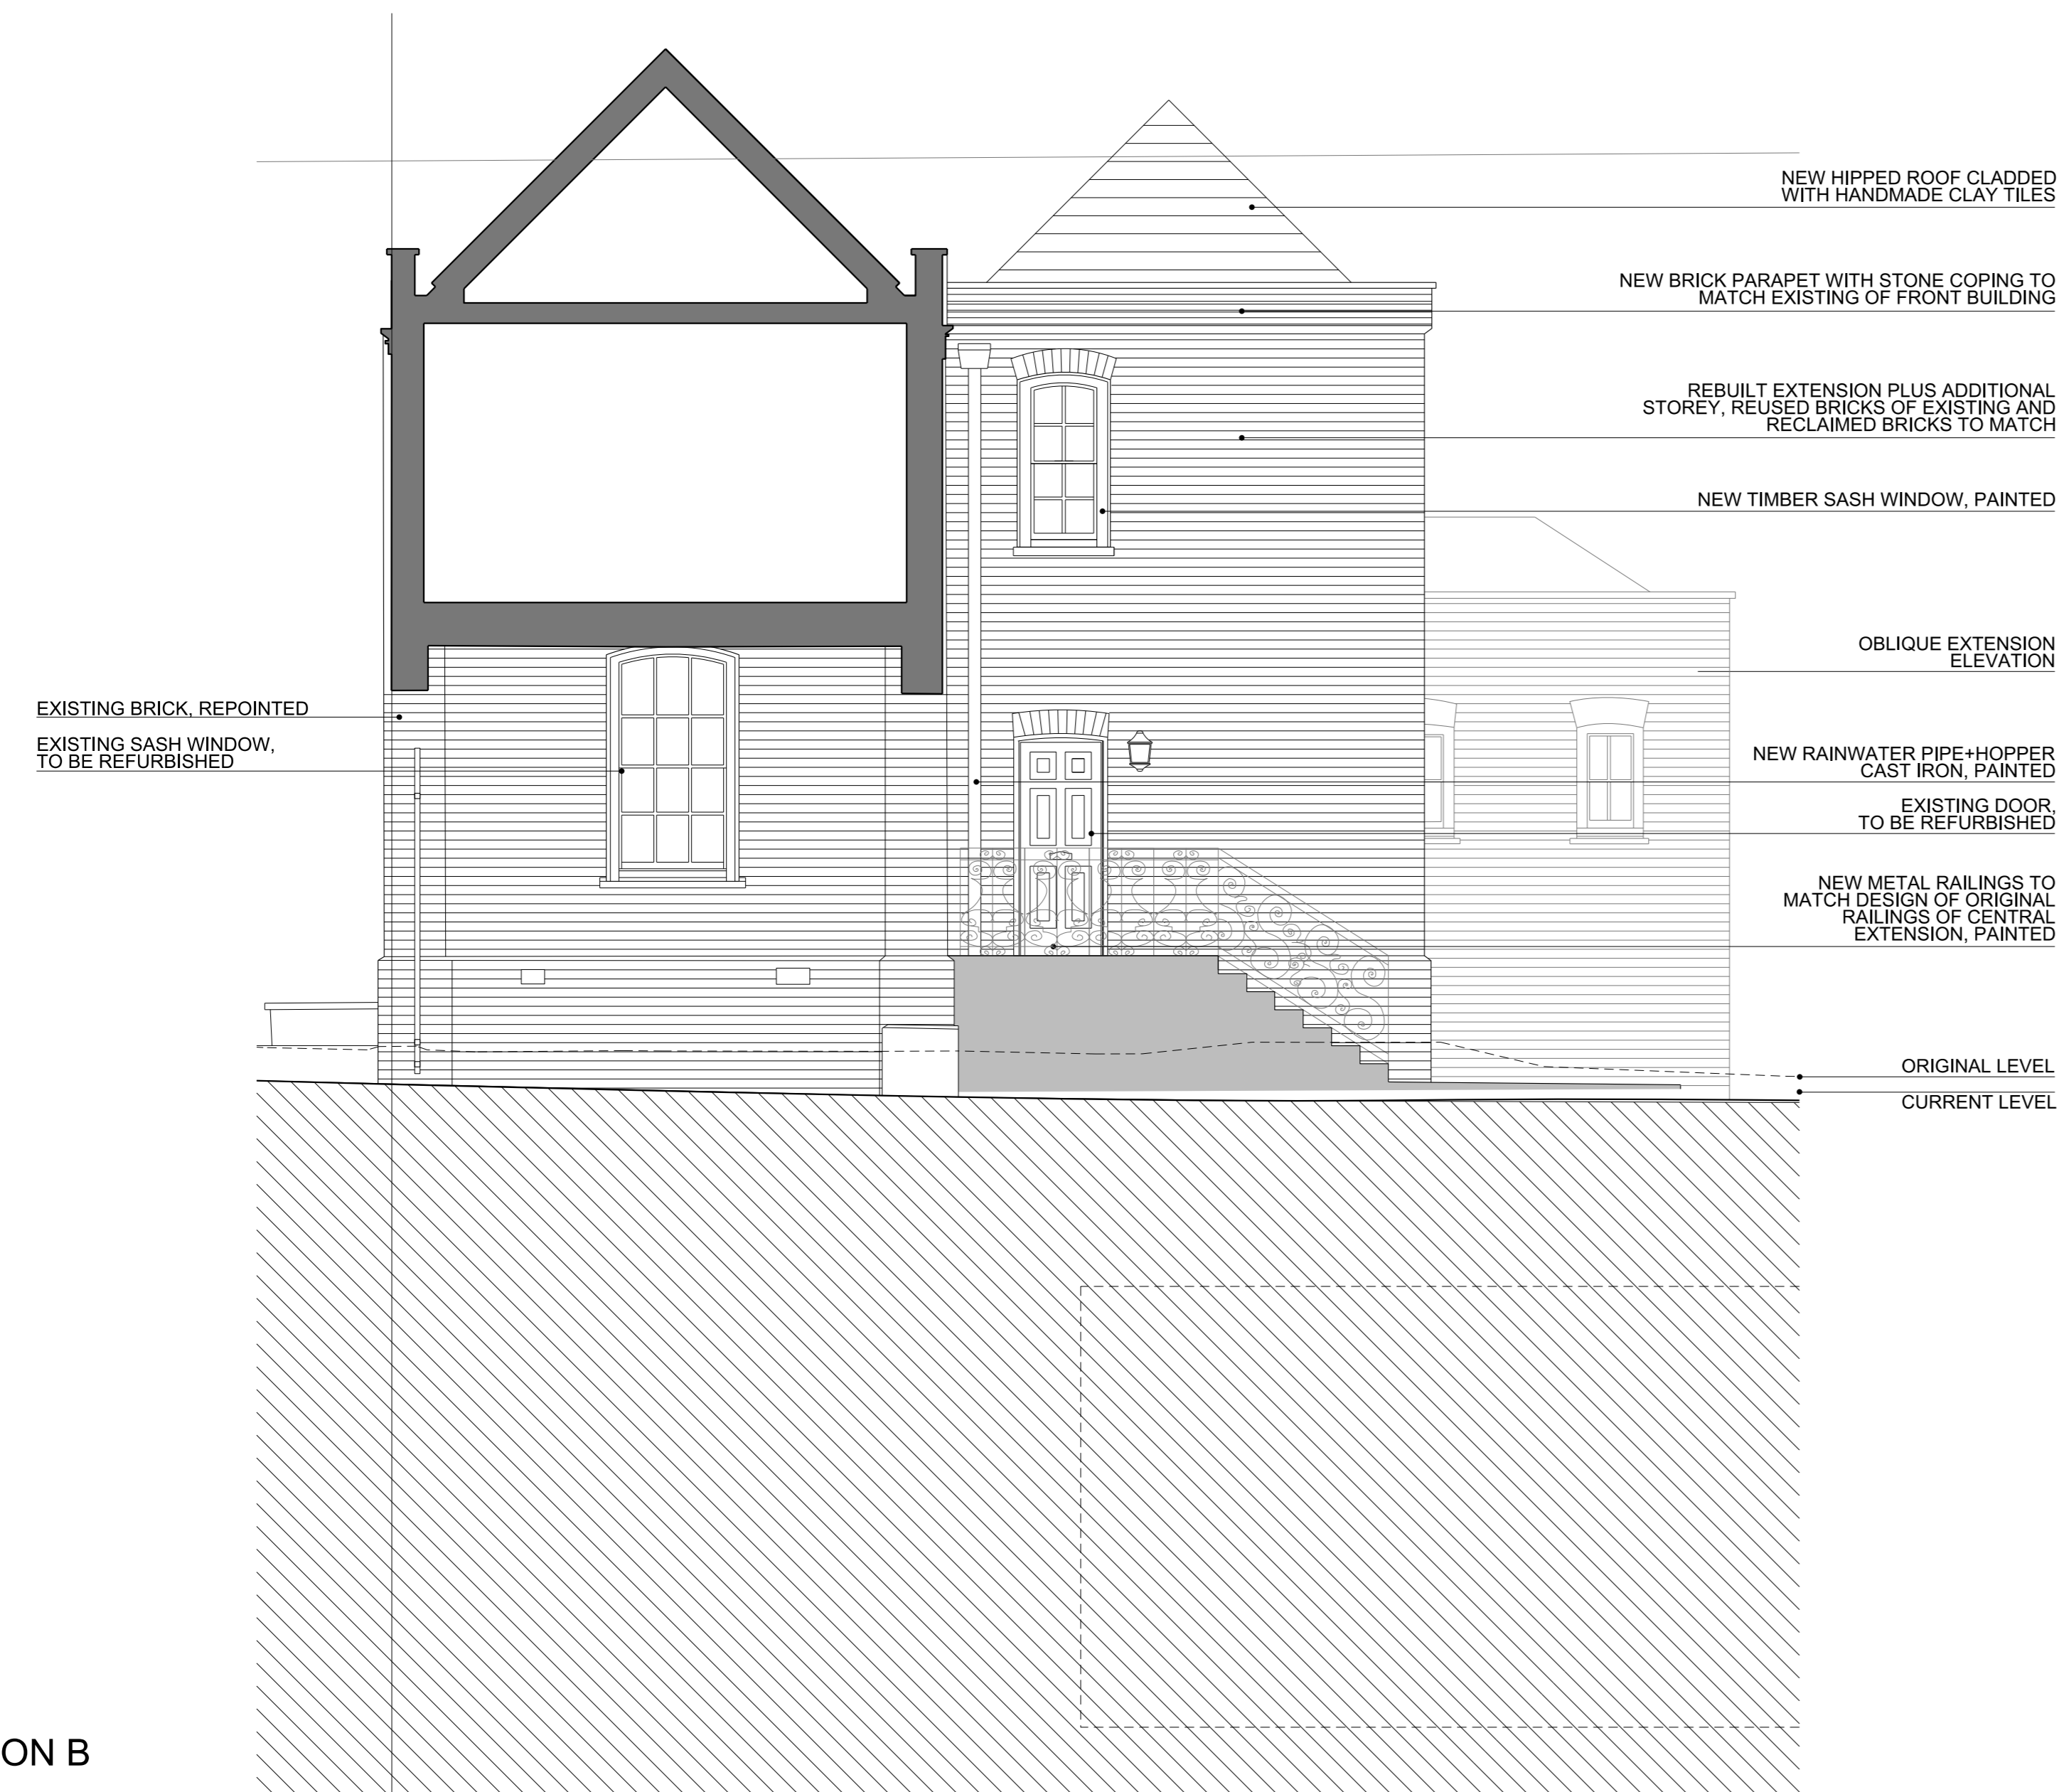 NEW HIPPED ROOF CLADDED
WITH HANDMADE CLAY TILES
NEW BRICK PARAPET WITH STONE COPING TO
MATCH EXISTING OF FRONT BUILDING
REBUILT EXTENSION PLUS ADDITIONAL
STOREY, REUSED BRICKS OF EXISTING AND
RECLAIMED BRICKS TO MATCH
NEW TIMBER SASH WINDOW, PAINTED
OBLIQUE EXTENSION
ELEVATION
EXISTING BRICK, REPOINTED
EXISTING SASH WINDOW,
TO BE REFURBISHED
NEW RAINWATER PIPE+HOPPER
CAST IRON, PAINTED
EXISTING DOOR,
TO BE REFURBISHED
NEW METAL RAILINGS TO
MATCH DESIGN OF ORIGINAL
RAILINGS OF CENTRAL
EXTENSION, PAINTED
ORIGINAL LEVEL
CURRENT LEVEL
ON B